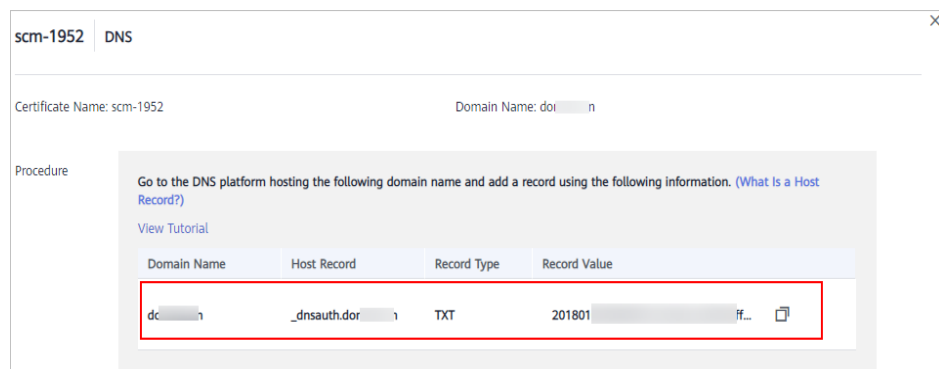 scm-1952 DNS
Certificate Name: scm-1952 Domain Name:
Procedure
Go to the DNS platform hosting the following domain name and add a record using the following information. (What Is a Host
Record?)
View Tutorial
Domain Name Host Record Record Type Record Value
TXT